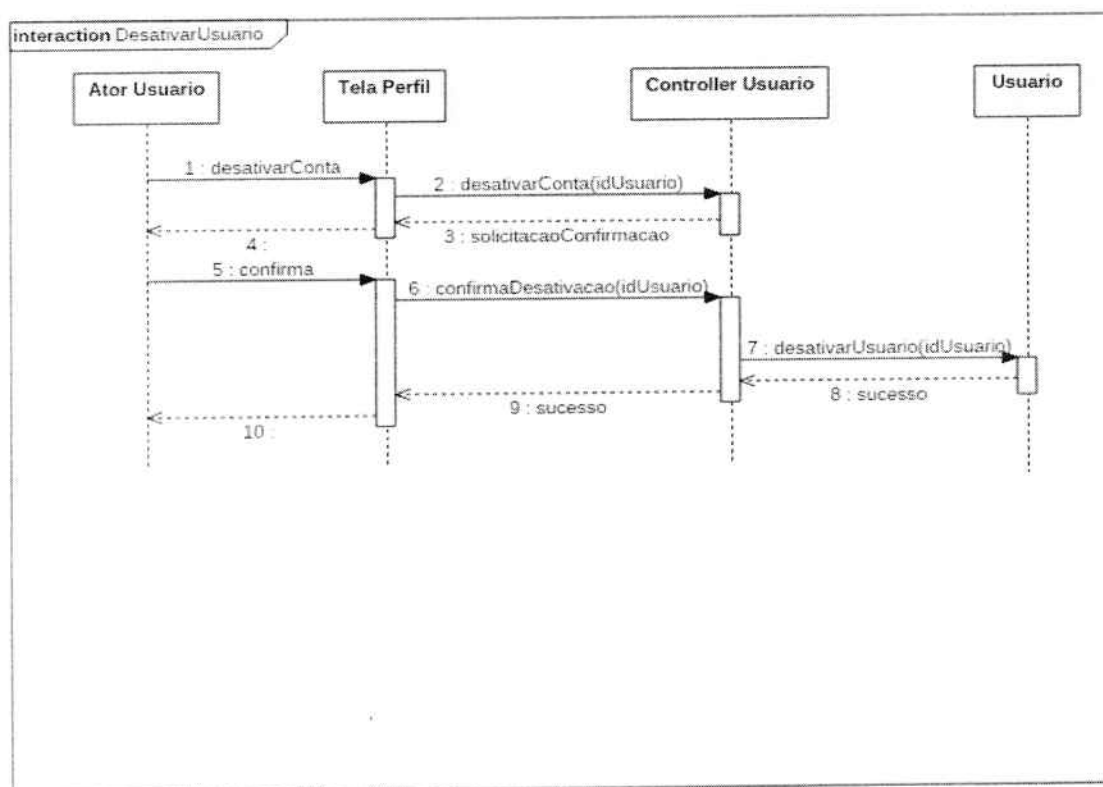 interaction DesativarUsuario
Ator Usuario
Tela Perfil
Controller Usuario
Usuario
1 : desativarConta
2 : desativarConta(idUsuario)
3 : solicitacaoConfirmacao
4 :
5 : confirma
6 : confirmaDesativacao(idUsuario)
7 : desativarUsuario(idUsuario)
8 : sucesso
9 : sucesso
10 :